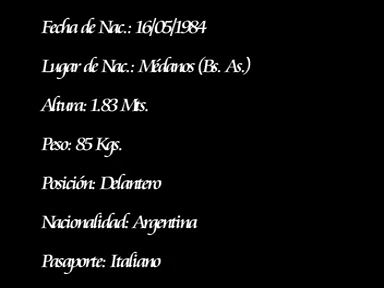 Fecha de Nac.: 16/05/1984
Lugar de Nac.: Médanos (Bs. As.)
Altura: 1.83 Mts.
Peso: 85 Kgs.
Posición: Delantero
Nacionalidad: Argentina
Pasaporte: Italiano